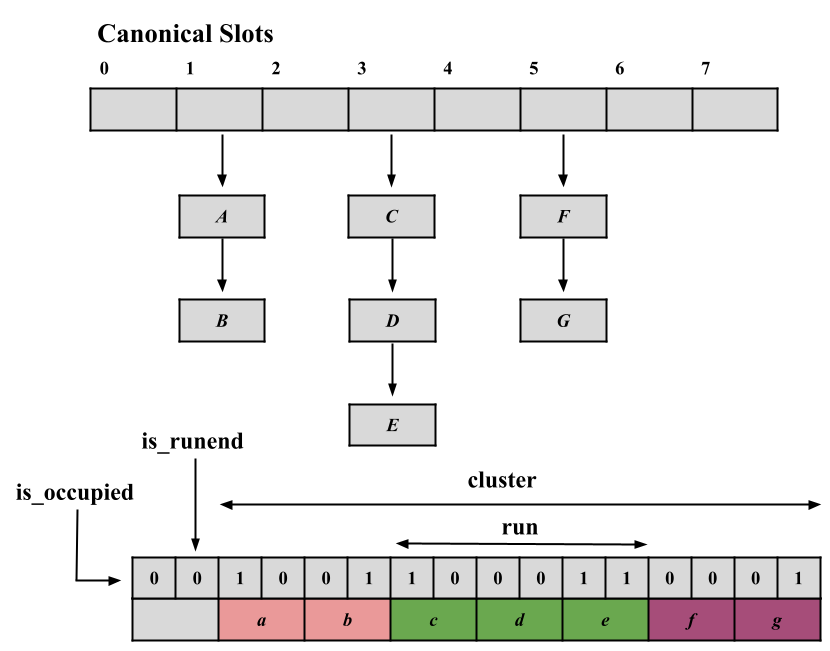 Canonical Slots
0 1 2 3 4 5 6 7
A C F
B D G
E
is_runend
is_occupied
cluster
run
0 0 1 0 0 1 1 0 0 0 1 1 0 0 0 1
a b c d e f g